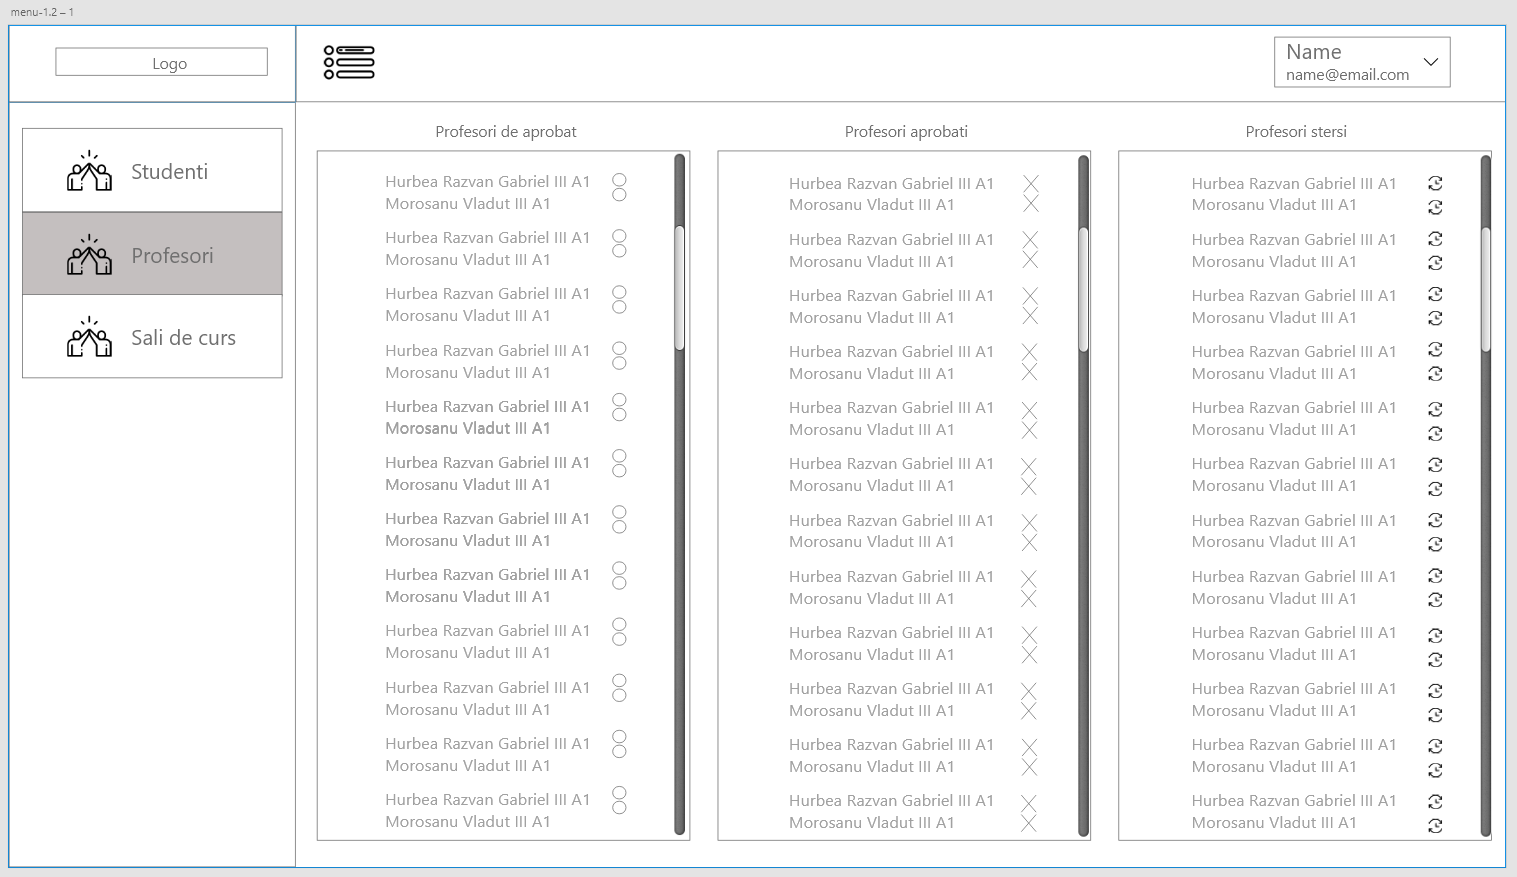 menu-1.2 – 1
Logo
Name
name@email.com
Studenti
Profesori
Sali de curs
Profesori de aprobat
Hurbea Razvan Gabriel III A1
Morosanu Vladut III A1
Hurbea Razvan Gabriel III A1
Morosanu Vladut III A1
Hurbea Razvan Gabriel III A1
Morosanu Vladut III A1
Hurbea Razvan Gabriel III A1
Morosanu Vladut III A1
Hurbea Razvan Gabriel III A1
Morosanu Vladut III A1
Hurbea Razvan Gabriel III A1
Morosanu Vladut III A1
Hurbea Razvan Gabriel III A1
Morosanu Vladut III A1
Hurbea Razvan Gabriel III A1
Morosanu Vladut III A1
Hurbea Razvan Gabriel III A1
Morosanu Vladut III A1
Hurbea Razvan Gabriel III A1
Morosanu Vladut III A1
Hurbea Razvan Gabriel III A1
Morosanu Vladut III A1
Hurbea Razvan Gabriel III A1
Morosanu Vladut III A1
Profesori aprobati
Hurbea Razvan Gabriel III A1
Morosanu Vladut III A1
Hurbea Razvan Gabriel III A1
Morosanu Vladut III A1
Hurbea Razvan Gabriel III A1
Morosanu Vladut III A1
Hurbea Razvan Gabriel III A1
Morosanu Vladut III A1
Hurbea Razvan Gabriel III A1
Morosanu Vladut III A1
Hurbea Razvan Gabriel III A1
Morosanu Vladut III A1
Hurbea Razvan Gabriel III A1
Morosanu Vladut III A1
Hurbea Razvan Gabriel III A1
Morosanu Vladut III A1
Hurbea Razvan Gabriel III A1
Morosanu Vladut III A1
Hurbea Razvan Gabriel III A1
Morosanu Vladut III A1
Hurbea Razvan Gabriel III A1
Morosanu Vladut III A1
Hurbea Razvan Gabriel III A1
Morosanu Vladut III A1
Profesori stersi
Hurbea Razvan Gabriel III A1
Morosanu Vladut III A1
Hurbea Razvan Gabriel III A1
Morosanu Vladut III A1
Hurbea Razvan Gabriel III A1
Morosanu Vladut III A1
Hurbea Razvan Gabriel III A1
Morosanu Vladut III A1
Hurbea Razvan Gabriel III A1
Morosanu Vladut III A1
Hurbea Razvan Gabriel III A1
Morosanu Vladut III A1
Hurbea Razvan Gabriel III A1
Morosanu Vladut III A1
Hurbea Razvan Gabriel III A1
Morosanu Vladut III A1
Hurbea Razvan Gabriel III A1
Morosanu Vladut III A1
Hurbea Razvan Gabriel III A1
Morosanu Vladut III A1
Hurbea Razvan Gabriel III A1
Morosanu Vladut III A1
Hurbea Razvan Gabriel III A1
Morosanu Vladut III A1